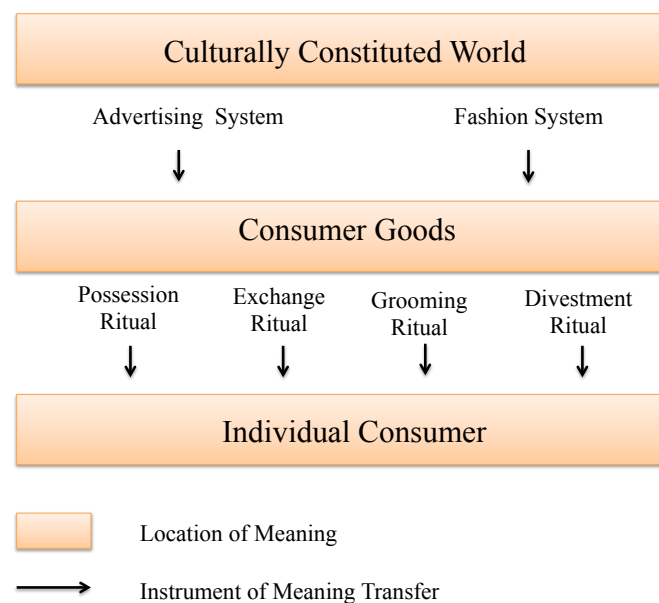 Culturally Constituted World
Advertising System
Fashion System
Consumer Goods
Possession
Ritual
Exchange
Ritual
Grooming
Ritual
Divestment
Ritual
Individual Consumer
Location of Meaning
Instrument of Meaning Transfer